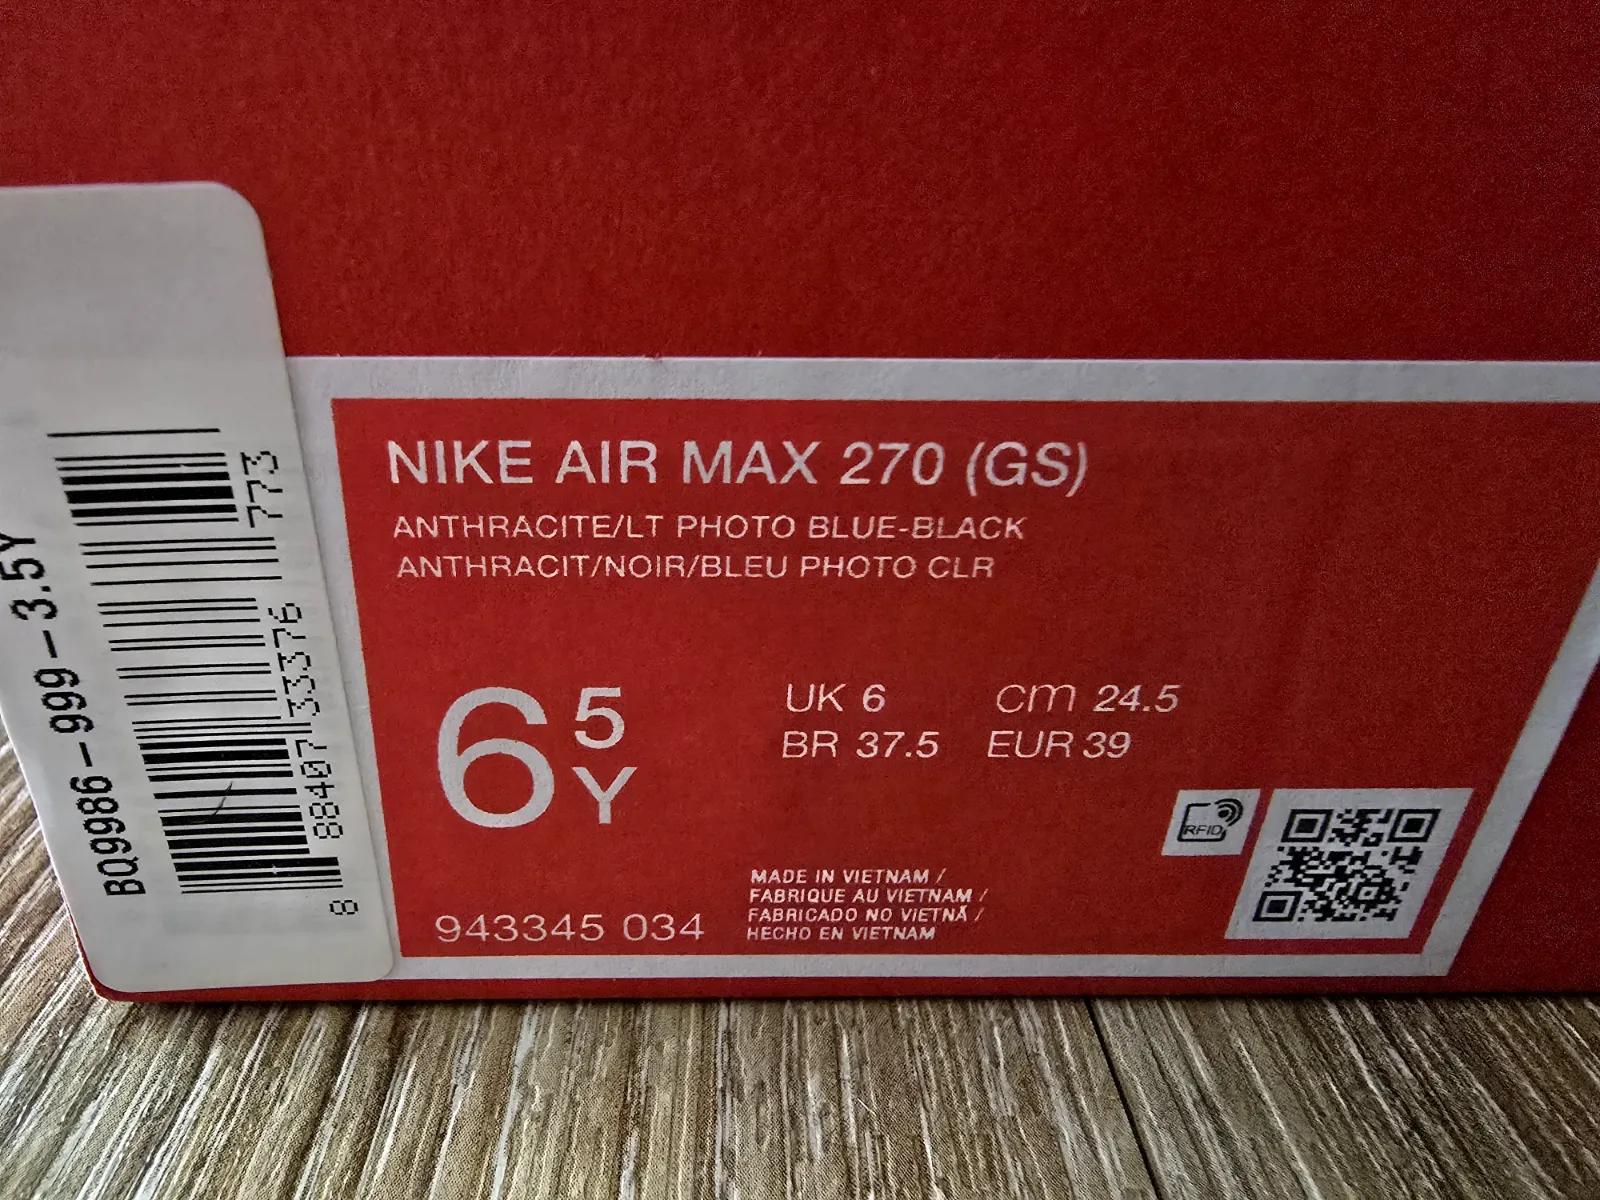 BQ9986-999-3.5Y
8 88407 33376 773
NIKE AIR MAX 270 (GS)
ANTHRACITE/LT PHOTO BLUE-BLACK
ANTHRACIT/NOIR/BLEU PHOTO CLR
6 5 Y
UK 6 cm 24.5
BR 37.5 EUR 39
RFID
943345 034
MADE IN VIETNAM /
FABRIQUE AU VIETNAM /
FABRICADO NO VIETNÃ /
HECHO EN VIETNAM